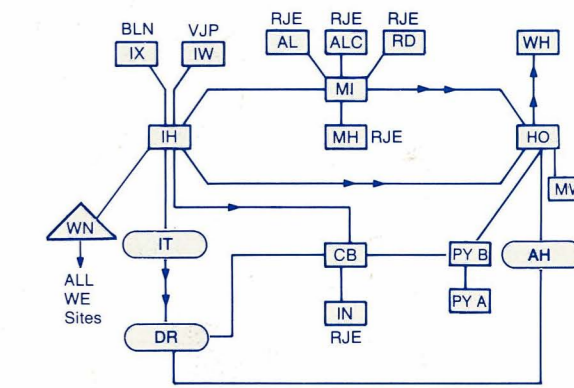 RJE RJE RJE
BLN VJP
AL ALC RD WH
IX IW
MI
IH MH RJE HO
MW
WN
IT CB PY B AH
ALL
WE
Sites
PY A
IN
DR RJE